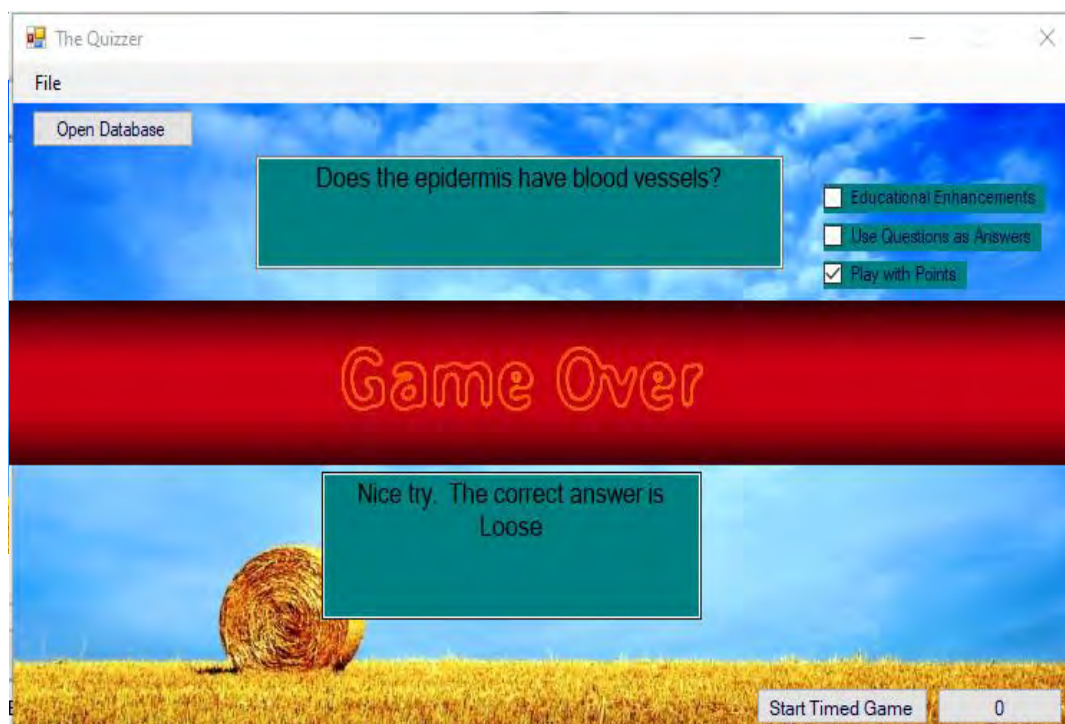 The Quizzer
File
Open Database
Does the epidermis have blood vessels?
Educational Enhancements
Use Questions as Answers
Play with Points
Game Over
Nice try. The correct answer is
Loose
Start Timed Game
0